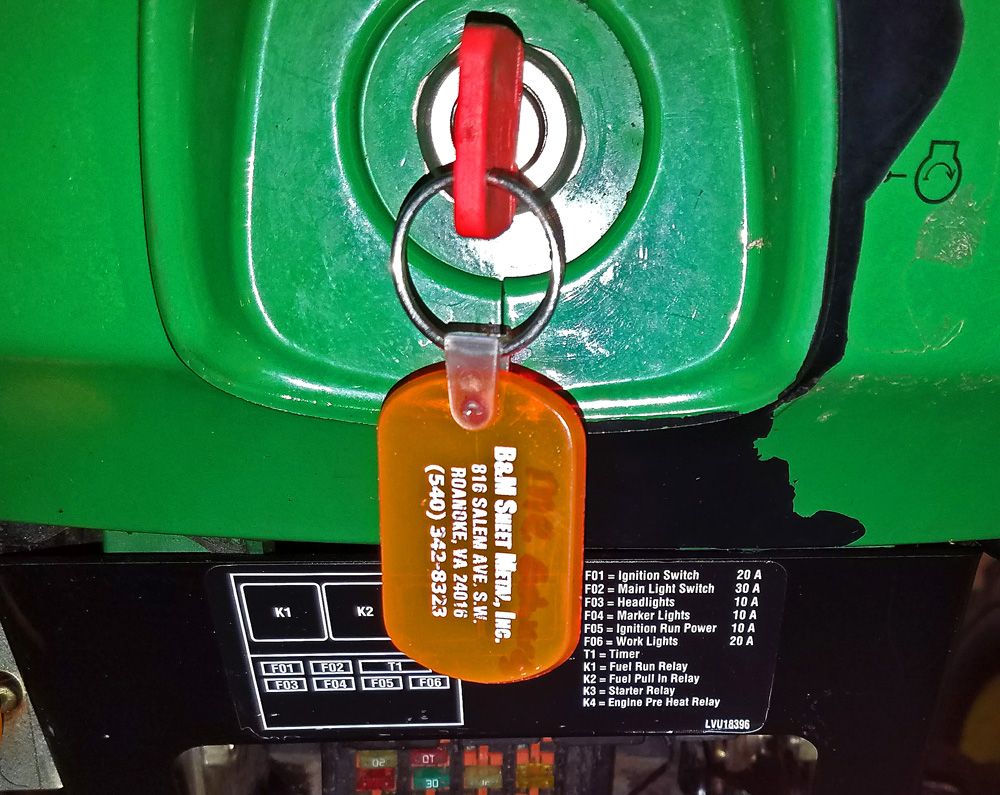 B&M SHEET METAL, INC.
816 SALEM AVE. S.W.
ROANOKE, VA 24016
(540) 342-8323
K1
K2
F01 F02 T1
F03 F04 F05 F06
F01 = Ignition Switch 20 A
F02 = Main Light Switch 30 A
F03 = Headlights 10 A
F04 = Marker Lights 10 A
F05 = Ignition Run Power 10 A
F06 = Work Lights 20 A
T1 = Timer
K1 = Fuel Run Relay
K2 = Fuel Pull In Relay
K3 = Starter Relay
K4 = Engine Pre Heat Relay
LVU18396
30